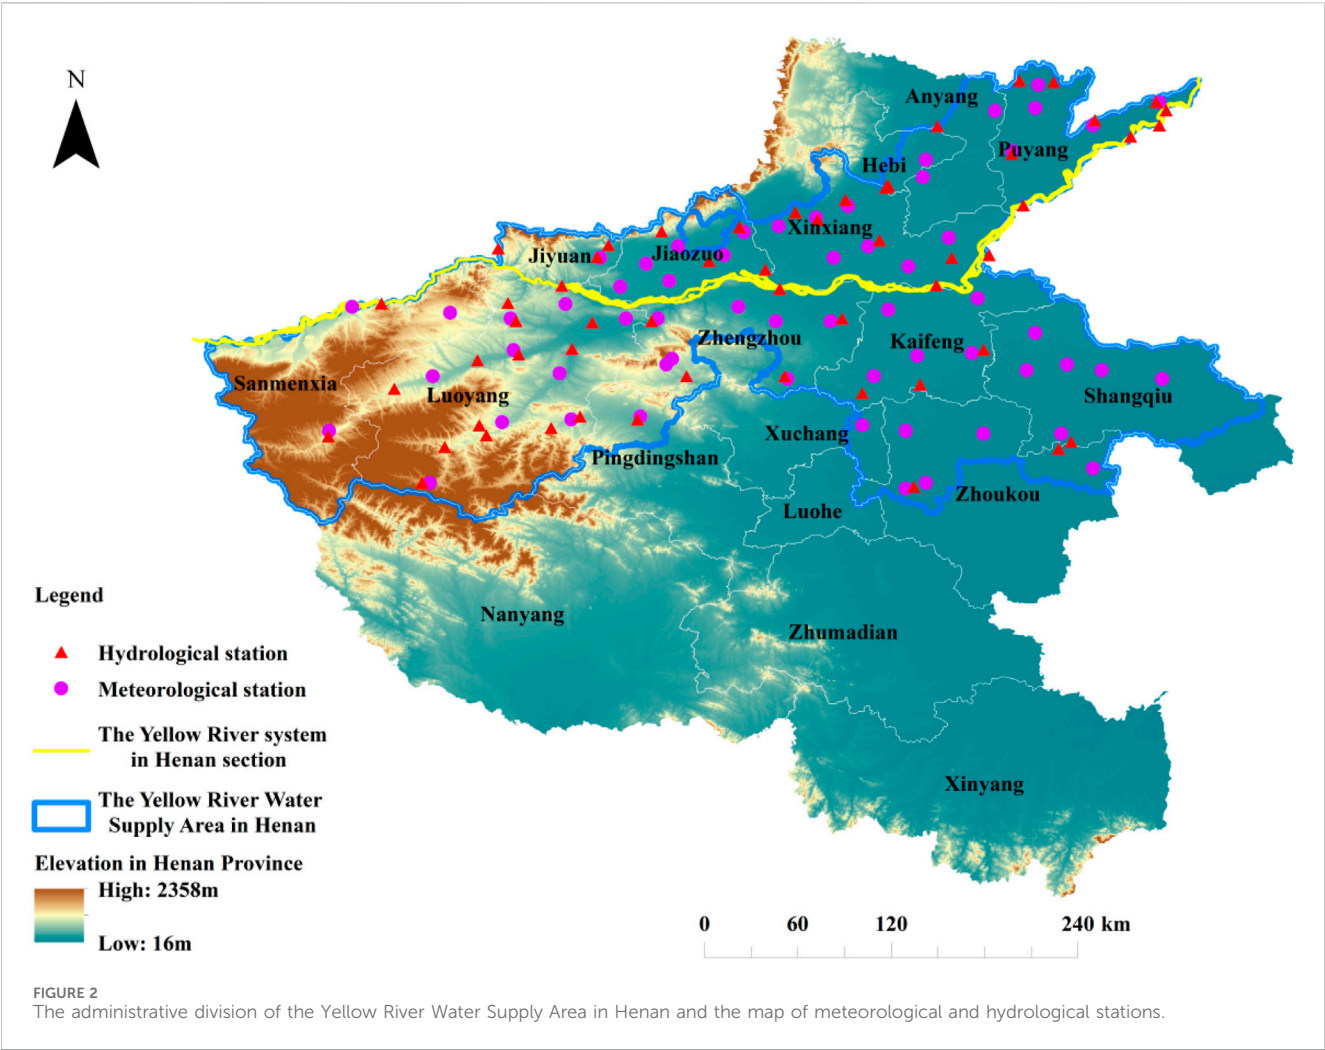 N
Anyang
Hebi
Puyang
Xinxiang
Jiyuan
Jiaozuo
Zhengzhou
Kaifeng
Sanmenxia
Luoyang
Shangqiu
Xuchang
Pingdingshan
Zhoukou
Luohe
Nanyang
Zhumadian
Xinyang
Legend
Hydrological station
Meteorological station
The Yellow River system
in Henan section
The Yellow River Water
Supply Area in Henan
Elevation in Henan Province
High: 2358m
Low: 16m
0 60 120 240 km
FIGURE 2
The administrative division of the Yellow River Water Supply Area in Henan and the map of meteorological and hydrological stations.